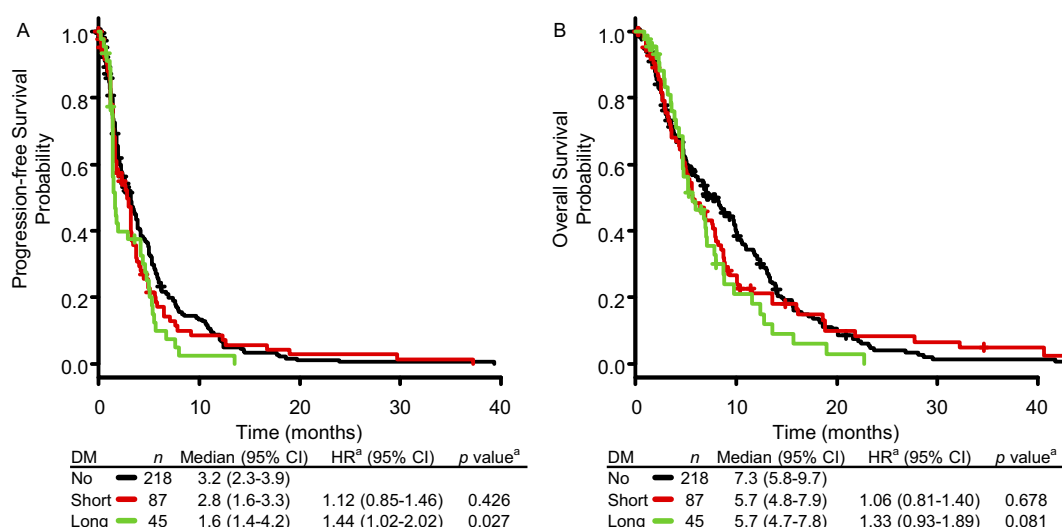 A
Progression-free Survival
Probability
1.0
0.8
0.6
0.4
0.2
0.0
0 10 20 30 40
Time (months)
DM n Median (95% CI) HRa (95% CI) p valuea
No 218 3.2 (2.3-3.9)
Short 87 2.8 (1.6-3.3) 1.12 (0.85-1.46) 0.426
Long 45 1.6 (1.4-4.2) 1.44 (1.02-2.02) 0.027
B
Overall Survival
Probability
1.0
0.8
0.6
0.4
0.2
0.0
0 10 20 30 40
Time (months)
DM n Median (95% CI) HRa (95% CI) p valuea
No 218 7.3 (5.8-9.7)
Short 87 5.7 (4.8-7.9) 1.06 (0.81-1.40) 0.678
Long 45 5.7 (4.7-7.8) 1.33 (0.93-1.89) 0.081